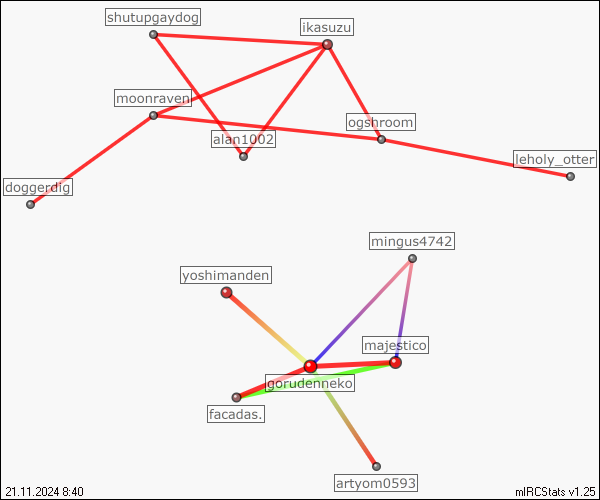 shutupgaydog
ikasuzu
moonraven
ogshroom
alan1002
leholy_otter
doggerdig
mingus4742
yoshimanden
majestico
gorudenneko
facadas.
artyom0593
21.11.2024 8:40
mIRCStats v1.25